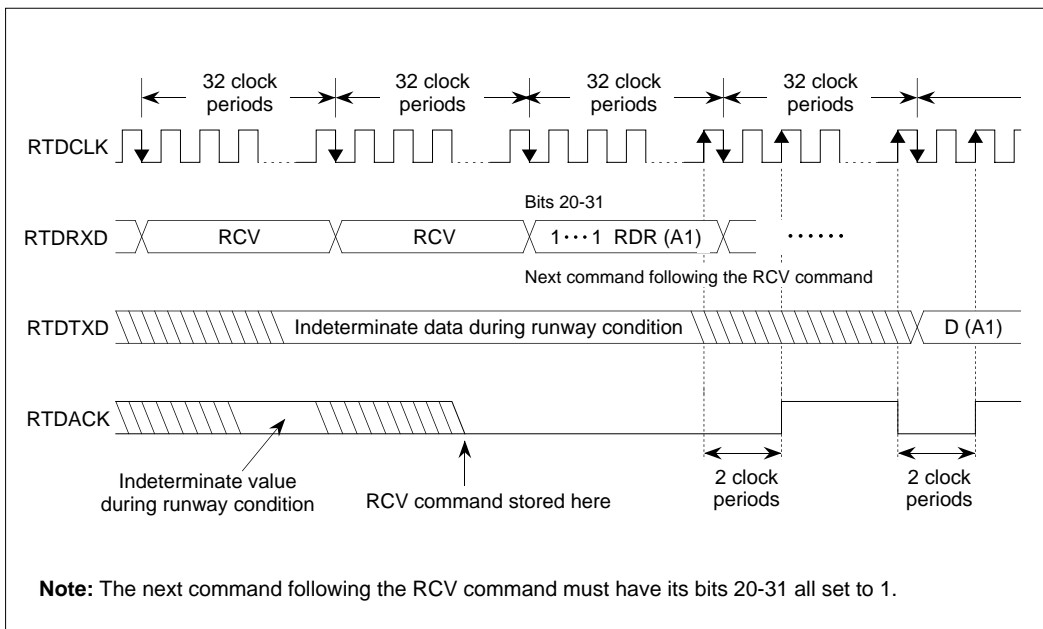 32 clock periods
32 clock periods
32 clock periods
32 clock periods
RTDCLK
Bits 20-31
RTDRXD
RCV
RCV
1···1 RDR (A1)
······
Next command following the RCV command
RTDTXD
Indeterminate data during runway condition
D (A1)
RTDACK
Indeterminate value
during runway condition
RCV command stored here
2 clock
periods
2 clock
periods
Note: The next command following the RCV command must have its bits 20-31 all set to 1.